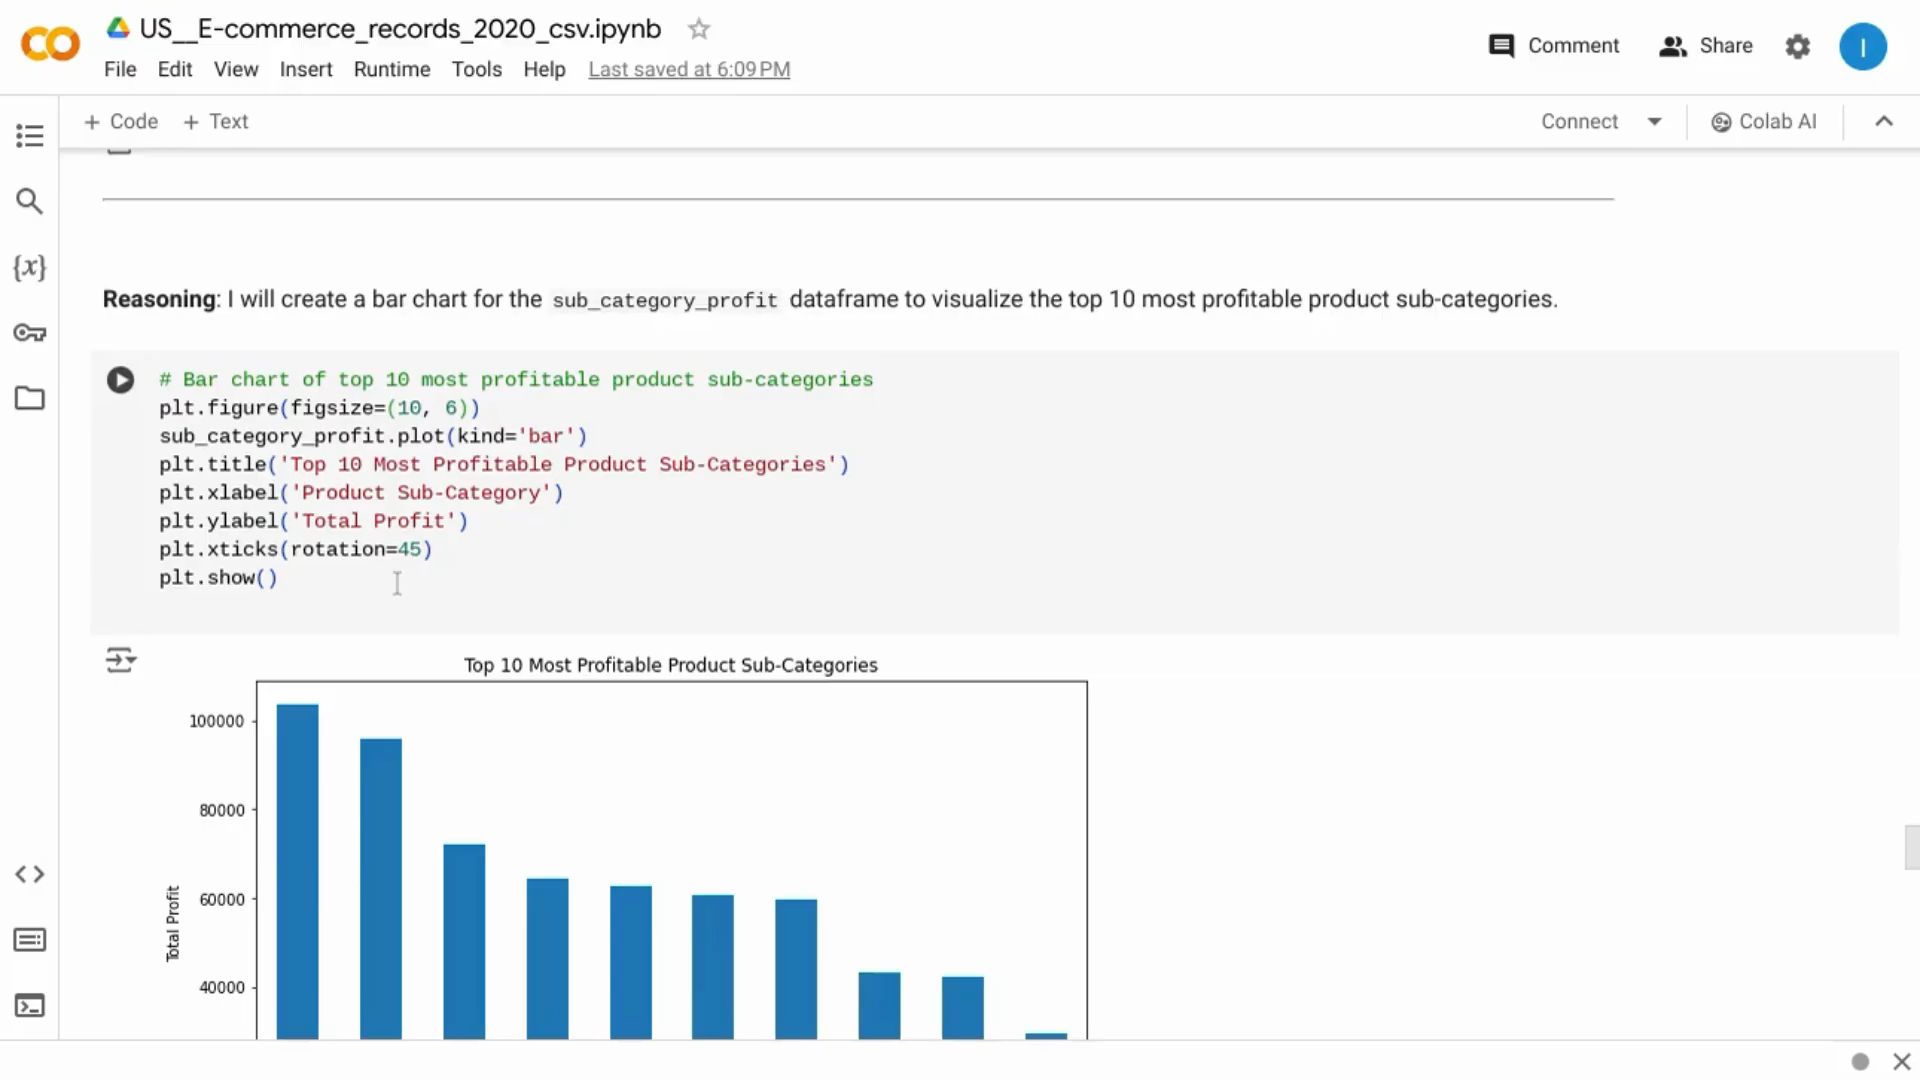 US__E-commerce_records_2020_csv.ipynb
Comment
Share
I
File Edit View Insert Runtime Tools Help Last saved at 6:09 PM
+ Code + Text
Connect
Colab AI
{x}
Reasoning: I will create a bar chart for the sub_category_profit dataframe to visualize the top 10 most profitable product sub-categories.
# Bar chart of top 10 most profitable product sub-categories
plt.figure(figsize=(10, 6))
sub_category_profit.plot(kind='bar')
plt.title('Top 10 Most Profitable Product Sub-Categories')
plt.xlabel('Product Sub-Category')
plt.ylabel('Total Profit')
plt.xticks(rotation=45)
plt.show()
Top 10 Most Profitable Product Sub-Categories
100000
80000
60000
40000
Total Profit